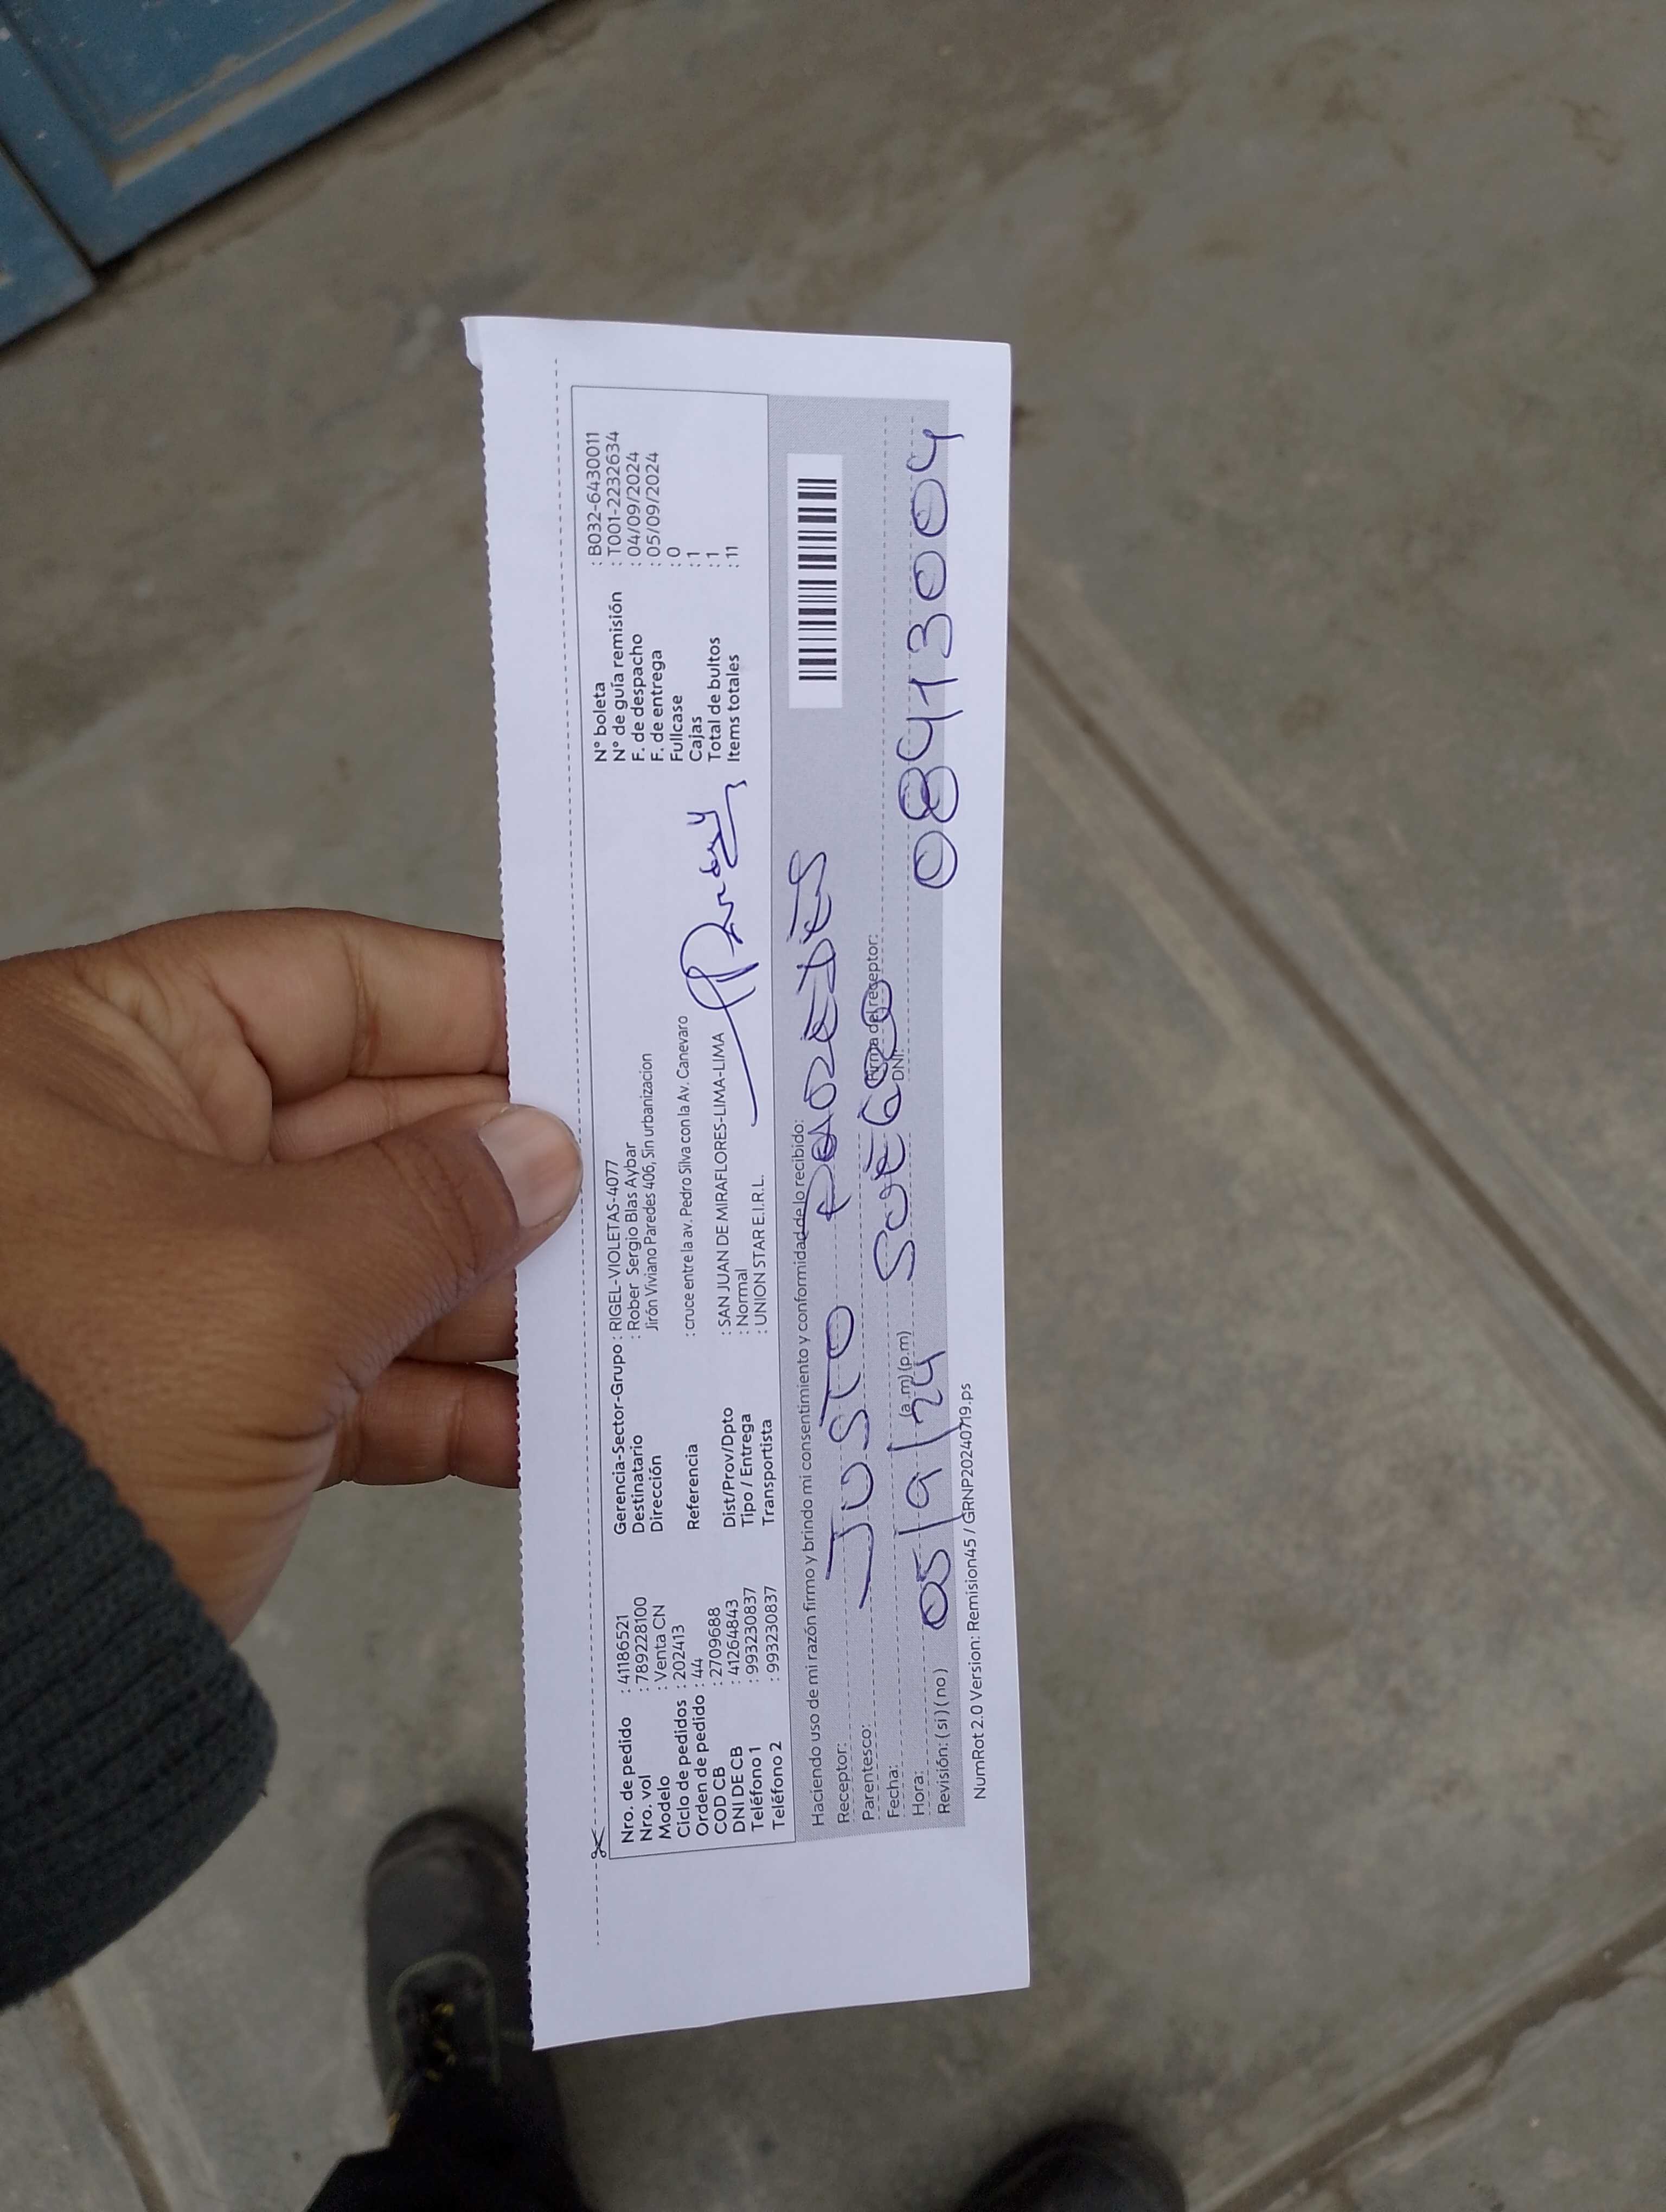 Nro. de pedido : 41186521
Nro. vol : 789228100
Modelo : Venta CN
Ciclo de pedidos : 202413
Orden de pedido : 44
COD CB : 2709688
DNI DE CB : 41264843
Teléfono 1 : 993230837
Teléfono 2 : 993230837
Gerencia-Sector-Grupo : RIGEL-VIOLETAS-4077
Destinatario : Rober Sergio Blas Aybar
Dirección Jirón Viviano Paredes 406, Sin urbanizacion
Referencia : cruce entre la av. Pedro Silva con la Av. Canevaro
Dist/Prov/Dpto : SAN JUAN DE MIRAFLORES-LIMA-LIMA
Tipo / Entrega : Normal
Transportista : UNION STAR E.I.R.L.
N° boleta : B032-6430011
N° de guía remisión : T001-2232634
F. de despacho : 04/09/2024
F. de entrega : 05/09/2024
Fullcase : 0
Cajas : 1
Total de bultos : 1
Items totales : 11
Haciendo uso de mi razón firmo y brindo mi consentimiento y conformidad de lo recibido:
Receptor: JUSTO PAREDES
Parentesco: SUEGRO
Firma del receptor:
Fecha: 05/9/24
DNI: 08413004
Hora: (a.m) (p.m)
Revisión: (si) (no)
NumRot 2.0 Version: Remision45 / GRNP20240719.ps